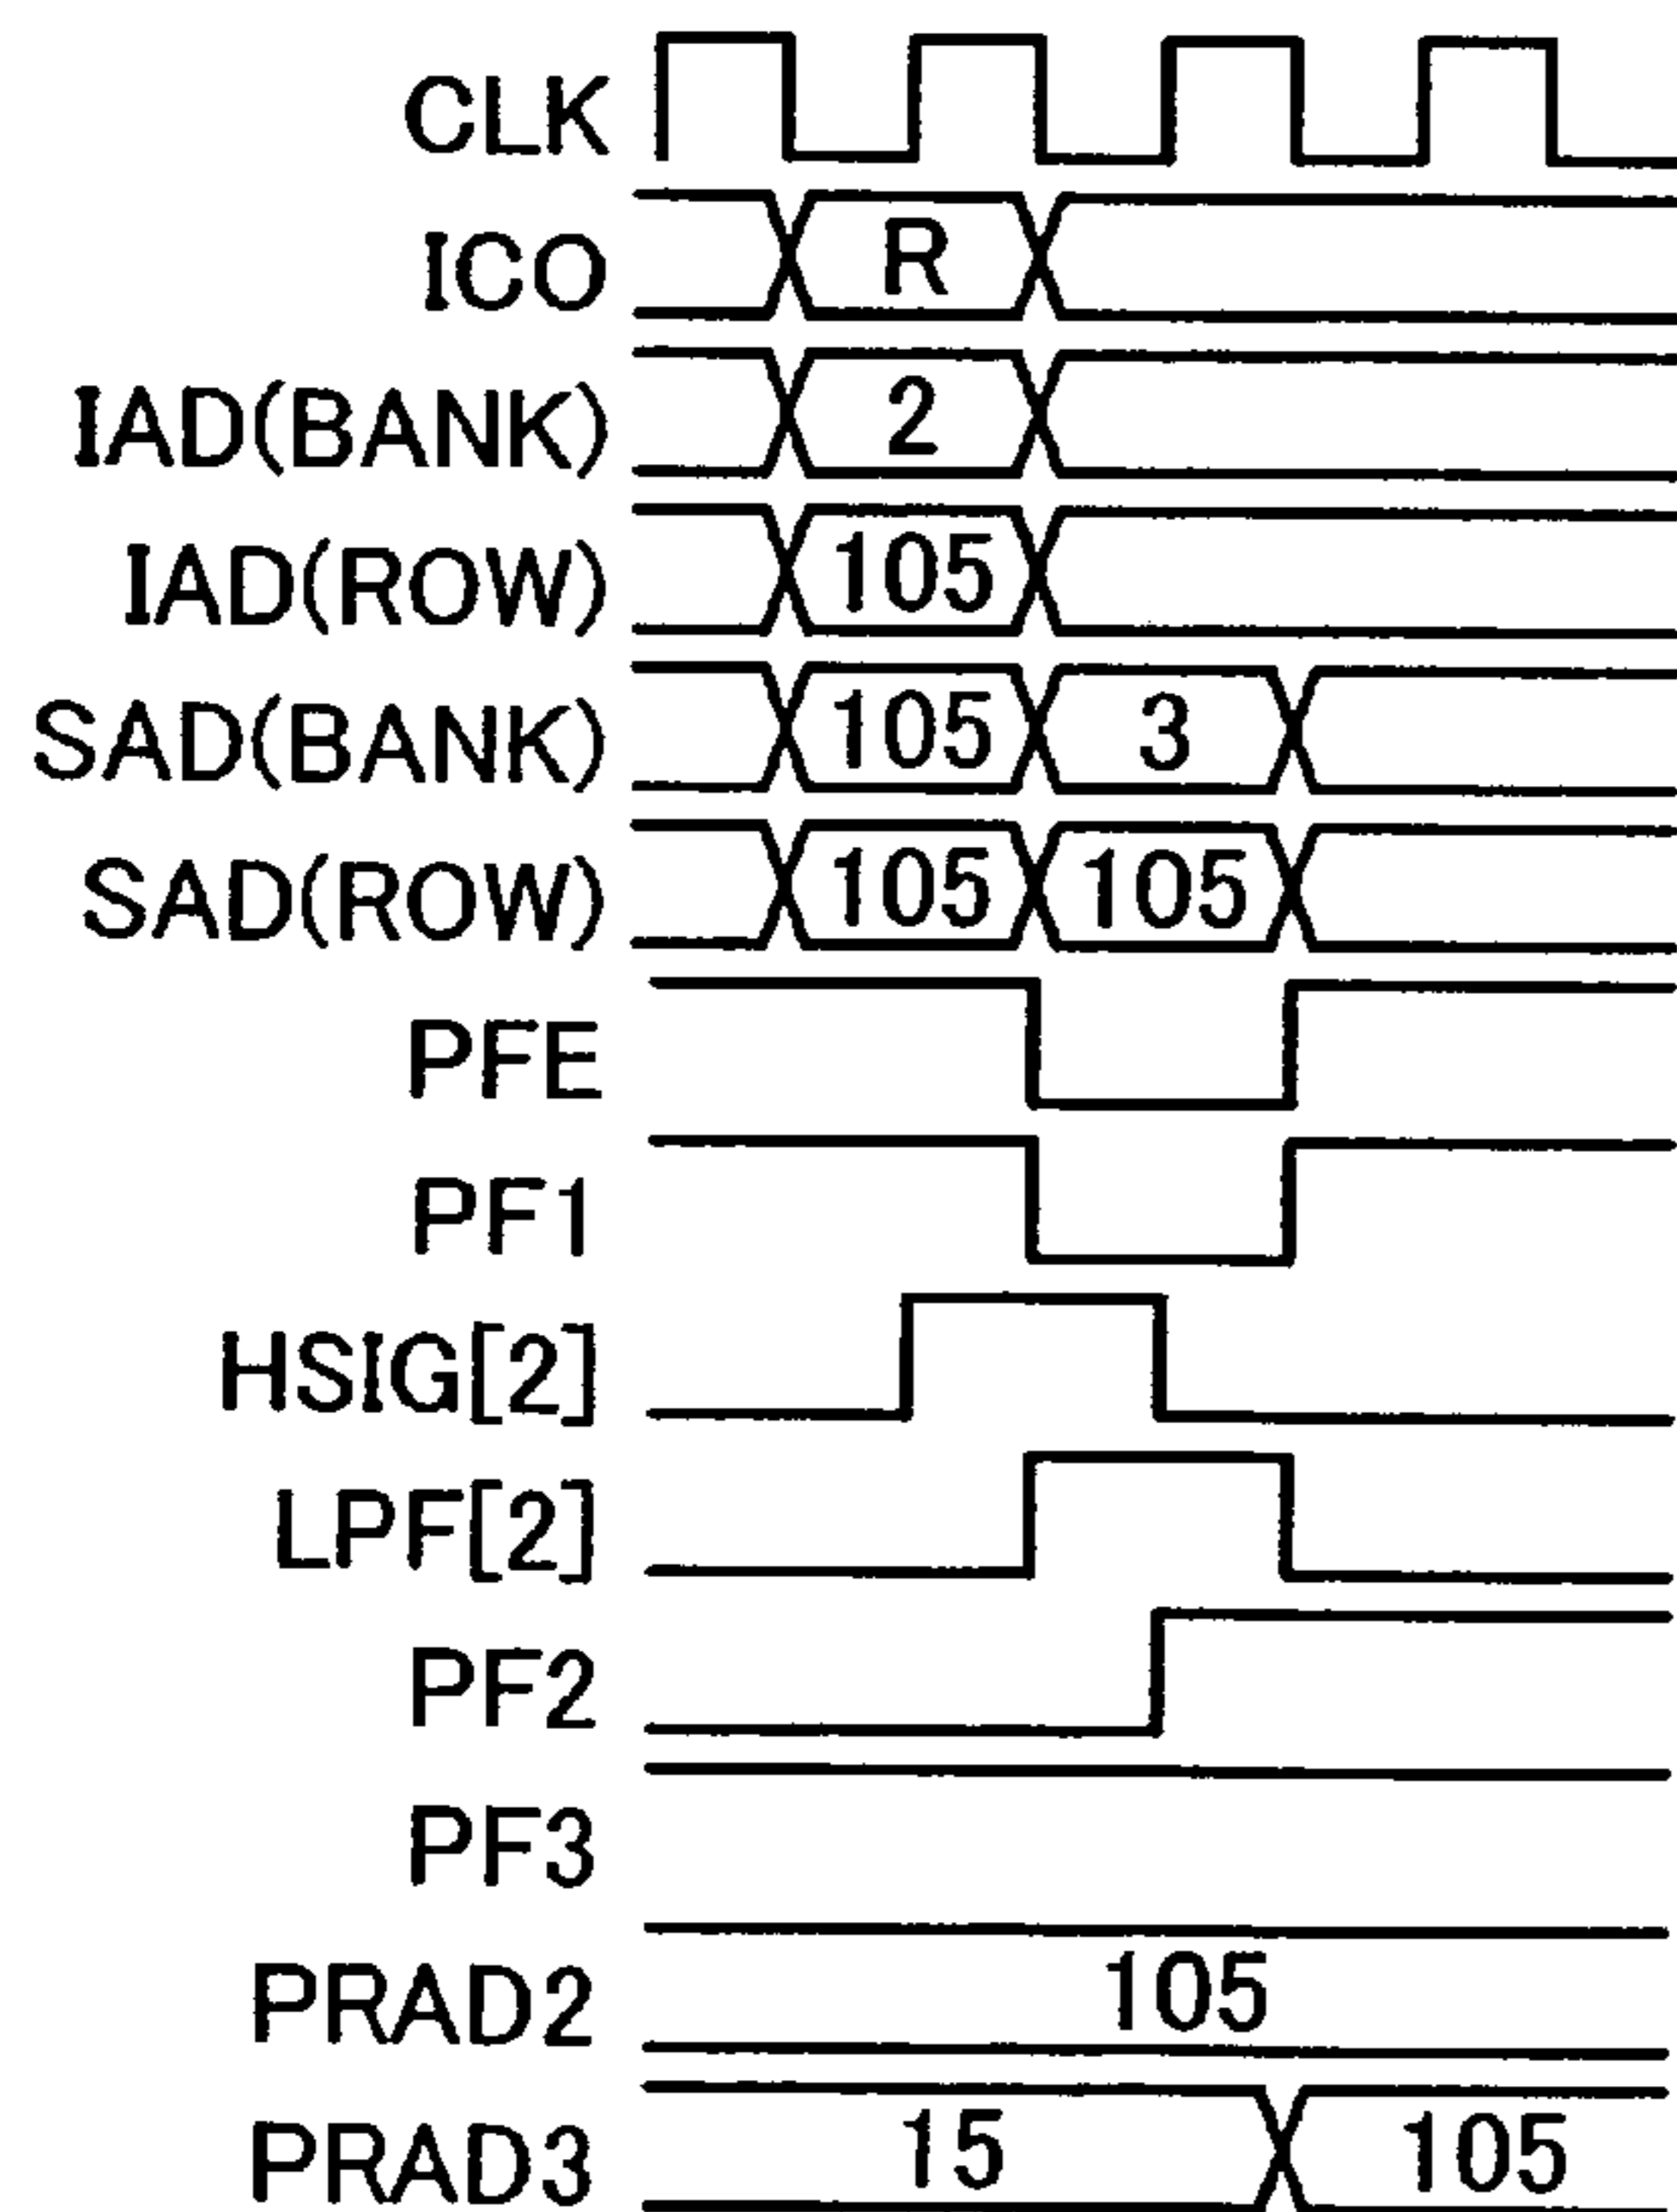 CLK
ICO R
IAD(BANK) 2
IAD(ROW) 105
SAD(BANK) 105 3
SAD(ROW) 105 105
PFE
PF1
HSIG[2]
LPF[2]
PF2
PF3
PRAD2 105
PRAD3 15 105